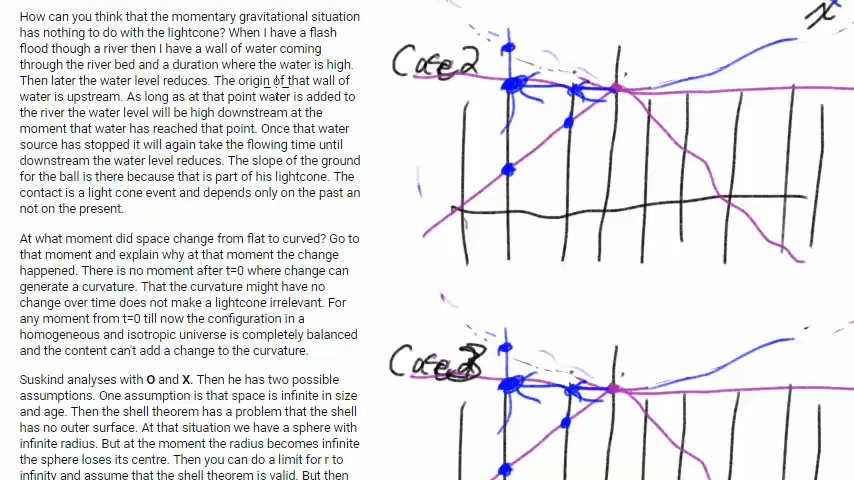 How can you think that the momentary gravitational situation
has nothing to do with the lightcone? When I have a flash
flood though a river then I have a wall of water coming
through the river bed and a duration where the water is high.
Then later the water level reduces. The origin of that wall of
water is upstream. As long as at that point water is added to
the river the water level will be high downstream at the
moment that water has reached that point. Once that water
source has stopped it will again take the flowing time until
downstream the water level reduces. The slope of the ground
for the ball is there because that is part of his lightcone. The
contact is a light cone event and depends only on the past an
not on the present.
At what moment did space change from flat to curved? Go to
that moment and explain why at that moment the change
happened. There is no moment after t=0 where change can
generate a curvature. That the curvature might have no
change over time does not make a lightcone irrelevant. For
any moment from t=0 till now the configuration in a
homogeneous and isotropic universe is completely balanced
and the content can't add a change to the curvature.
Suskind analyses with O and X. Then he has two possible
assumptions. One assumption is that space is infinite in size
and age. Then the shell theorem has a problem that the shell
has no outer surface. At that situation we have a sphere with
infinite radius. But at the moment the radius becomes infinite
the sphere loses its centre. Then you can do a limit for r to
infinity and assume that the shell theorem is valid. But then
x
Case 2
Case 3